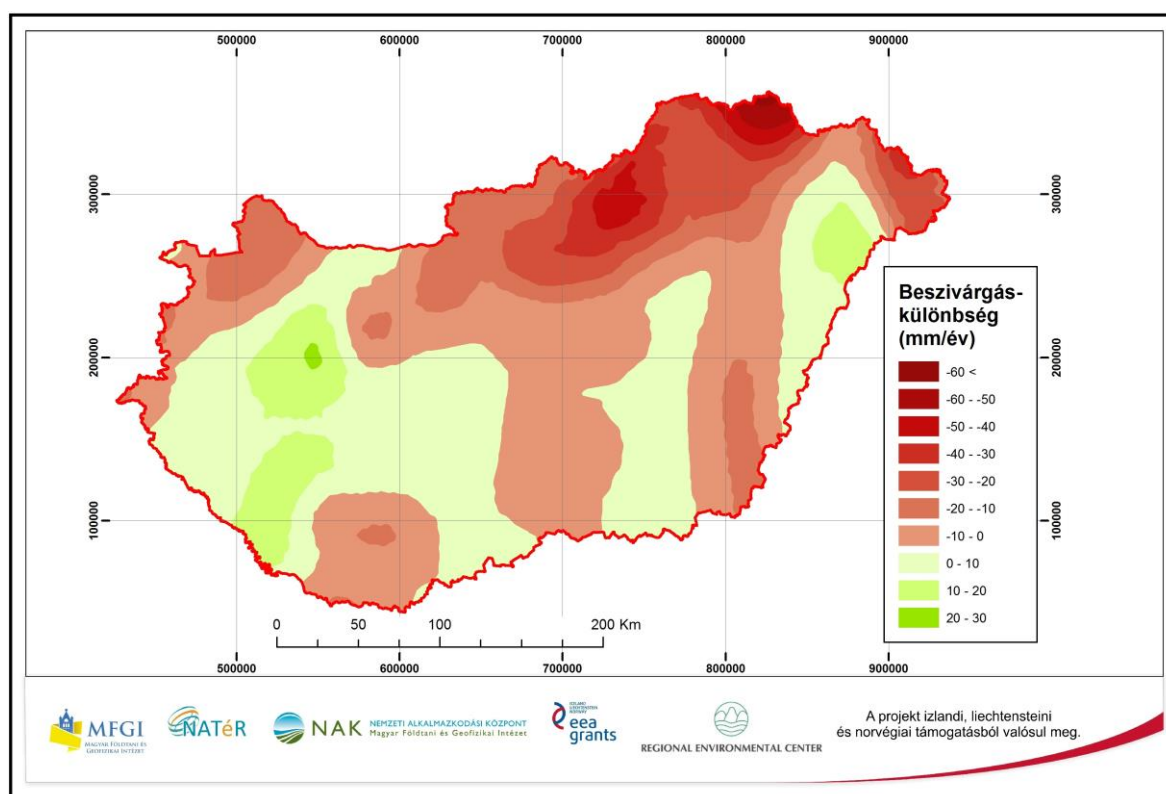 500000 600000 700000 800000 900000
300000 300000
Beszivárgás-
különbség
(mm/év)
-60 <
-60 - -50
-50 - -40
-40 - -30
-30 - -20
-20 - -10
-10 - 0
0 - 10
10 - 20
20 - 30
200000 200000
100000 100000
0 50 100 200 Km
500000 600000 700000 800000 900000
MFGI
MAGYAR FÖLDTANI ÉS
GEOFIZIKAI INTÉZET
NATéR
NAK NEMZETI ALKALMAZKODÁSI KÖZPONT
Magyar Földtani és Geofizikai Intézet
IZLAND
LIECHTENSTEIN
NORVÉGIA
eea
grants
REGIONAL ENVIRONMENTAL CENTER
A projekt izlandi, liechtensteini
és norvégiai támogatásból valósul meg.